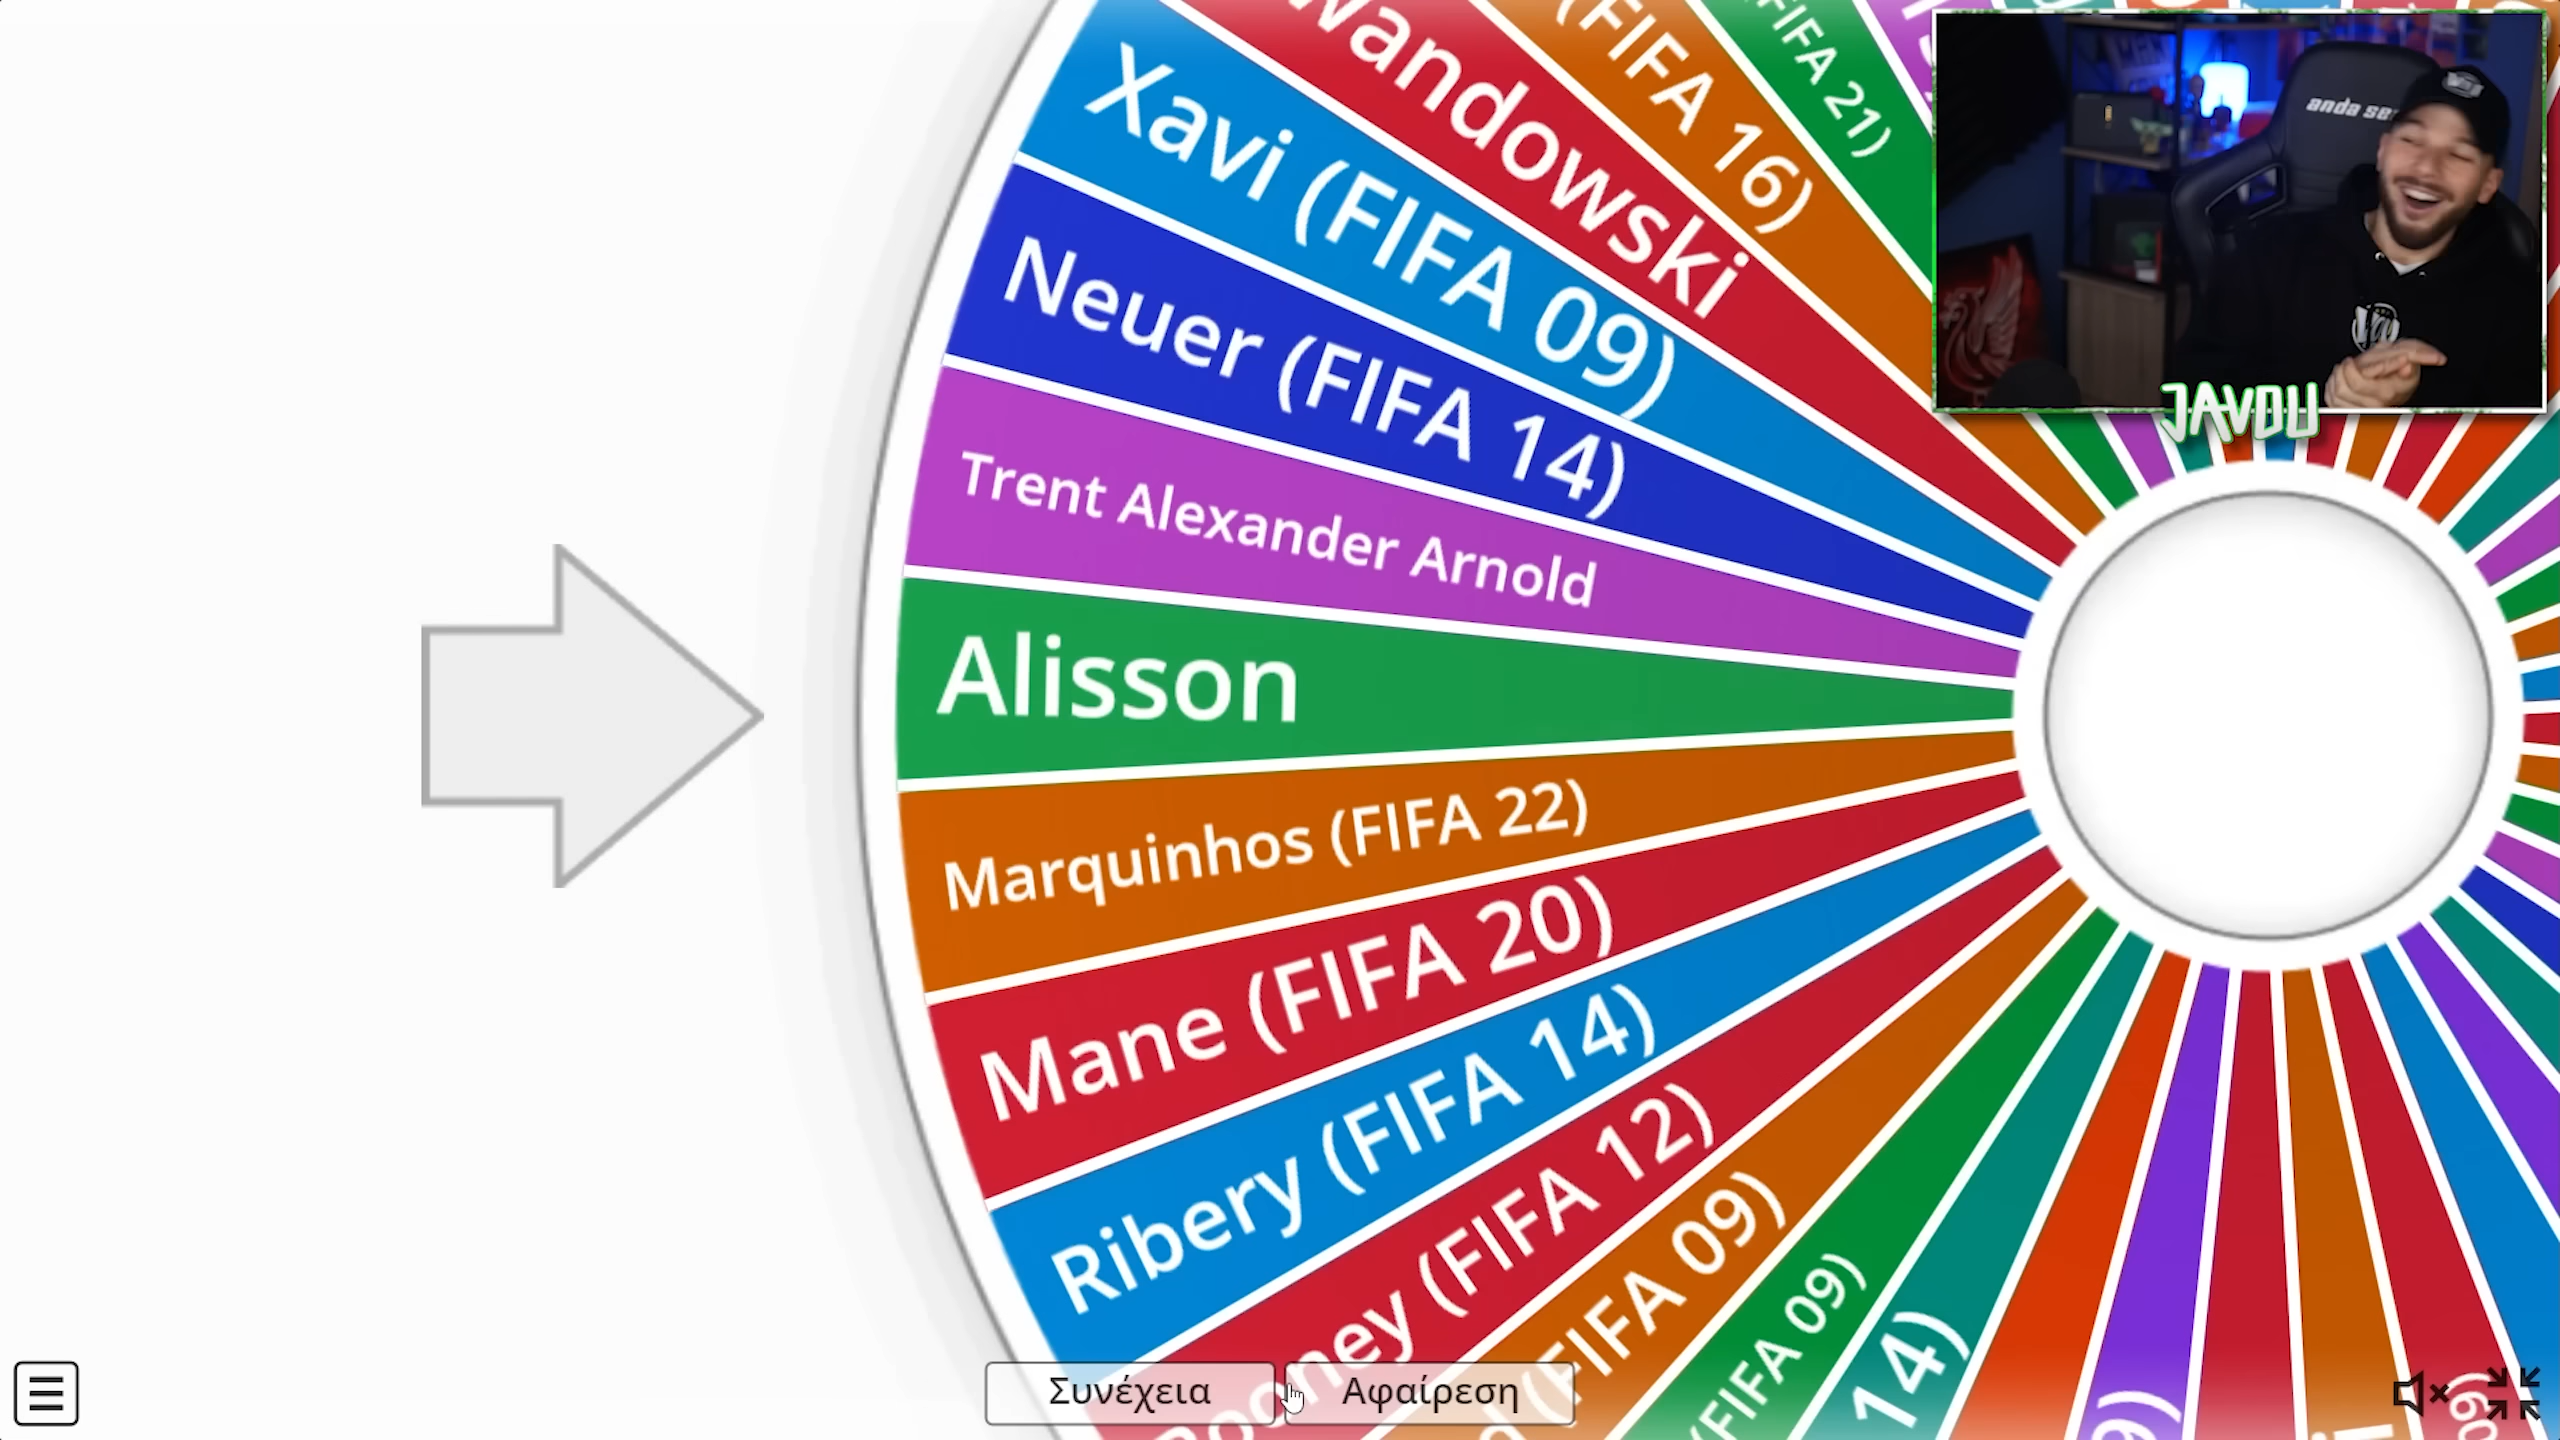 (FIFA 21)
(FIFA 16)
wandowski
Xavi (FIFA 09)
Neuer (FIFA 14)
Trent Alexander Arnold
Alisson
Marquinhos (FIFA 22)
Mane (FIFA 20)
Ribery (FIFA 14)
Rooney (FIFA 12)
(FIFA 09)
(FIFA 09)
14)
anda se
JAVOU
Συνέχεια
Αφαίρεση